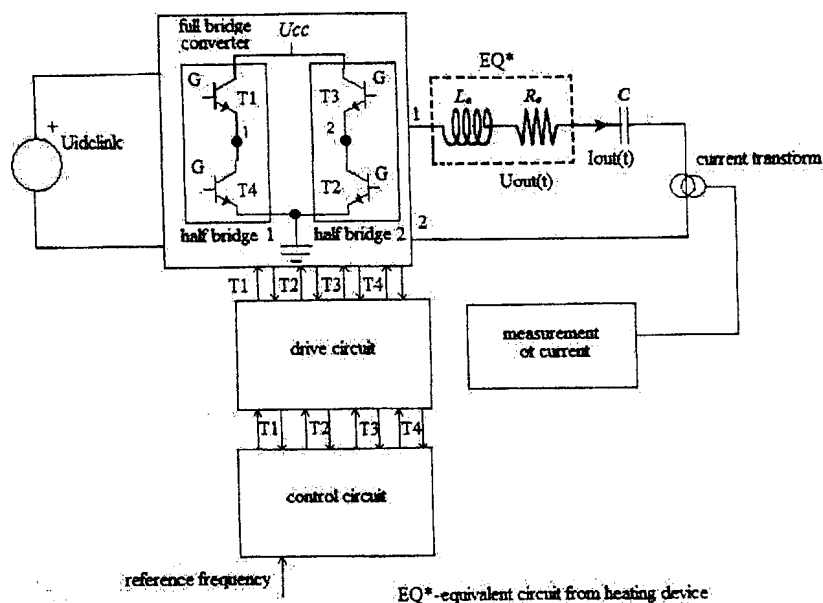 full bridge
converter
Ucc
EQ*
G
T1
T3
G
Le
Re
C
1
+
Uidclink
1
2
G
G
T4
T2
Iout(t)
Uout(t)
current transform
half bridge 1
half bridge 2
2
T1
T2
T3
T4
drive circuit
measurement
of current
T1
T2
T3
T4
control circuit
reference frequency
EQ*-equivalent circuit from heating device